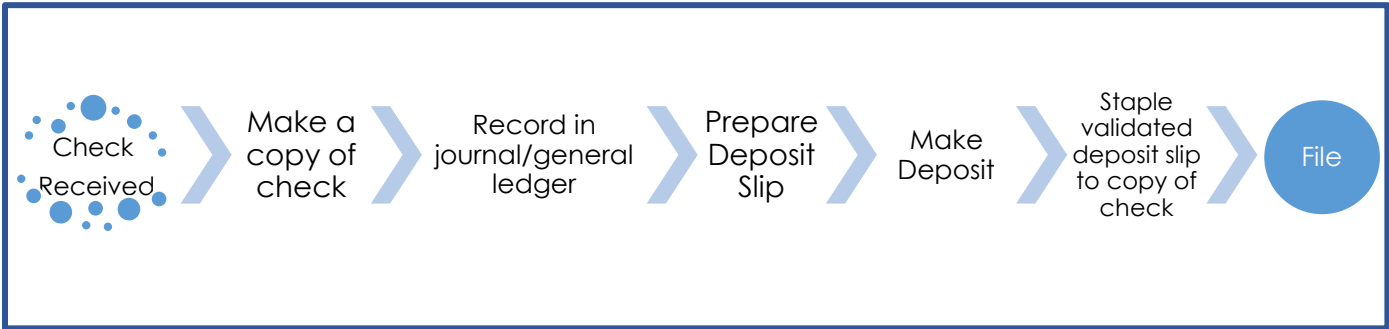 Check
Received
Make a
copy of
check
Record in
journal/general
ledger
Prepare
Deposit
Slip
Make
Deposit
Staple
validated
deposit slip
to copy of
check
File